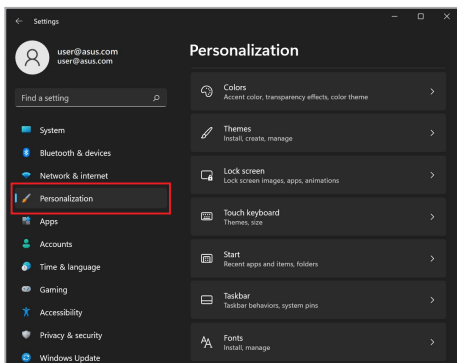 Settings
user@asus.com
user@asus.com
Find a setting
System
Bluetooth & devices
Network & internet
Personalization
Apps
Accounts
Time & language
Gaming
Accessibility
Privacy & security
Windows Update
Personalization
Colors
Accent color, transparency effects, color theme
Themes
Install, create, manage
Lock screen
Lock screen images, apps, animations
Touch keyboard
Themes, size
Start
Recent apps and items, folders
Taskbar
Taskbar behaviors, system pins
Fonts
Install, manage